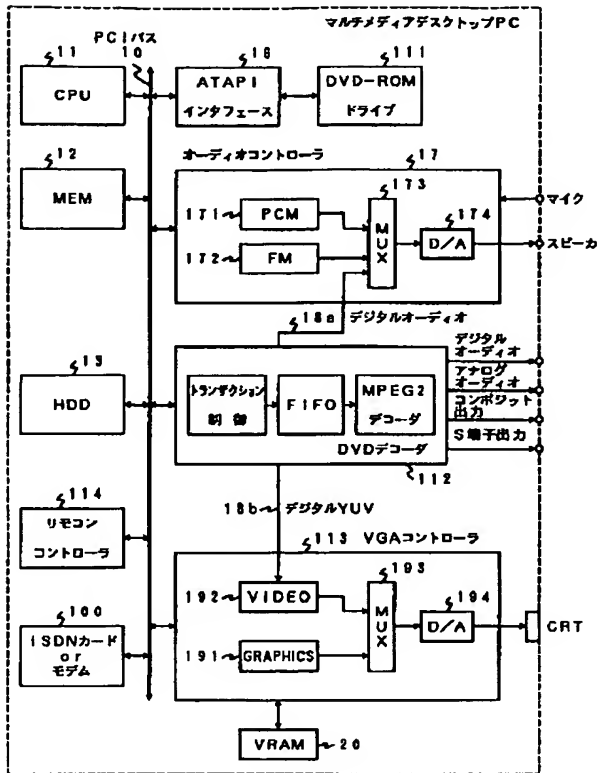 マルチメディアデスクトップPC
PCIバス
10
11
CPU
16
ATAPI
インタフェース
111
DVD-ROM
ドライブ
12
MEM
オーディオコントローラ
17
171
PCM
172
FM
173
MUX
174
D/A
マイク
スピーカ
18a
デジタルオーディオ
13
HDD
トランザクション
制御
FIFO
MPEG2
デコーダ
DVDデコーダ
112
デジタル
オーディオ
アナログ
オーディオ
コンポジット
出力
S端子出力
18b
デジタルYUV
114
リモコン
コントローラ
113
VGAコントローラ
192
VIDEO
191
GRAPHICS
193
MUX
194
D/A
CRT
100
ISDNカード
or
モデム
VRAM
20